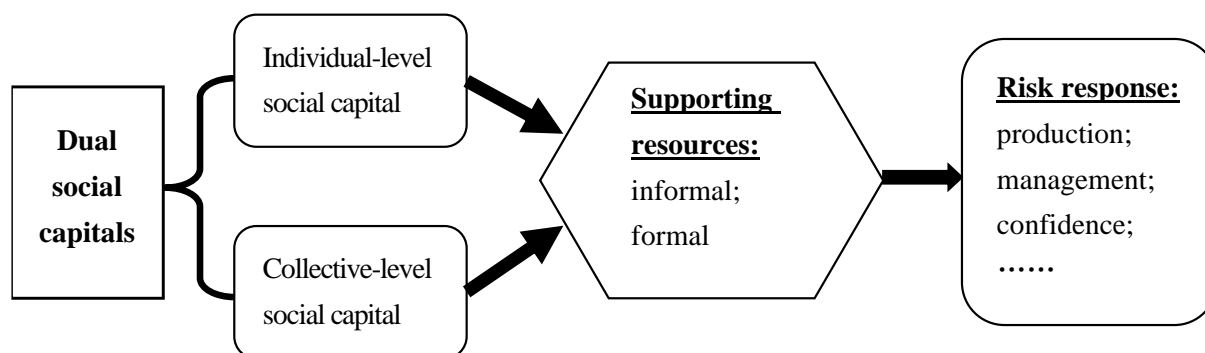 Dual
social
capitals
Individual-level
social capital
Collective-level
social capital
Supporting
resources:
informal;
formal
Risk response:
production;
management;
confidence;
……